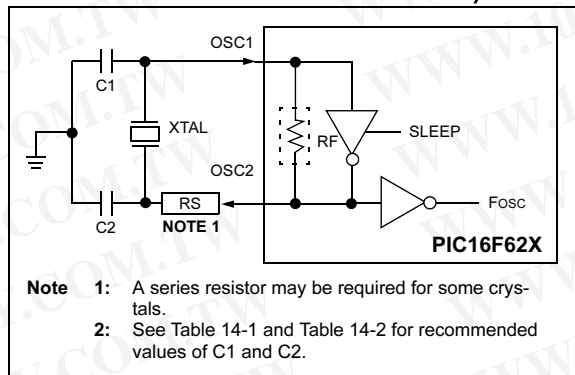 OSC1
C1
XTAL
RF
SLEEP
OSC2
RS
FOSC
C2
NOTE 1
PIC16F62X
Note 1: A series resistor may be required for some crys-
tals.
2: See Table 14-1 and Table 14-2 for recommended
values of C1 and C2.